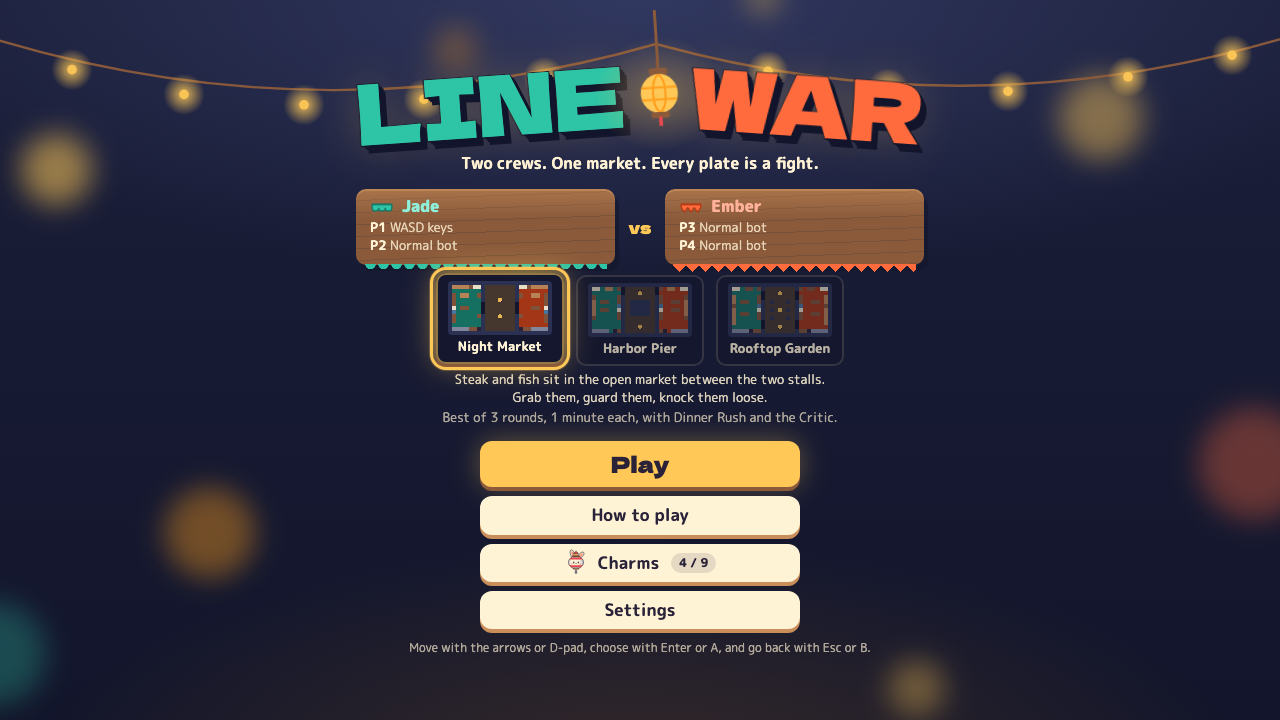 LINE WAR
Two crews. One market. Every plate is a fight.
Jade
P1 WASD keys
P2 Normal bot
vs
Ember
P3 Normal bot
P4 Normal bot
Night Market
Harbor Pier
Rooftop Garden
Steak and fish sit in the open market between the two stalls.
Grab them, guard them, knock them loose.
Best of 3 rounds, 1 minute each, with Dinner Rush and the Critic.
Play
How to play
Charms 4 / 9
Settings
Move with the arrows or D-pad, choose with Enter or A, and go back with Esc or B.